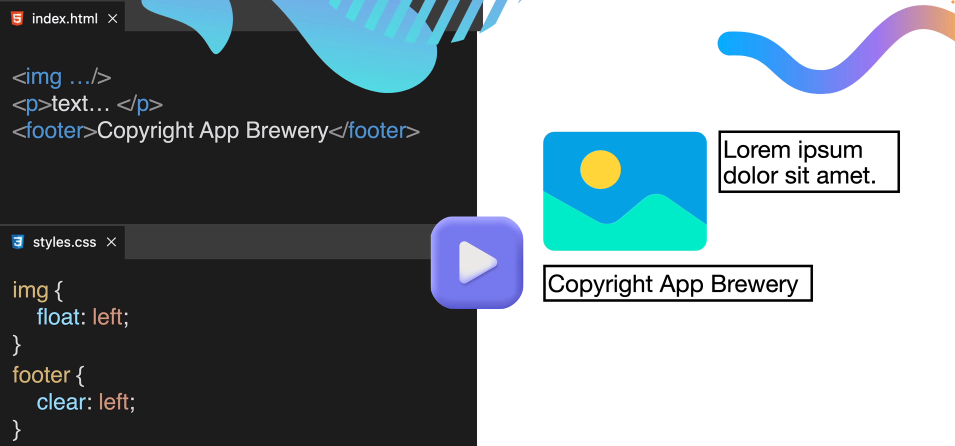 index.html ×
<img …/>
<p>text… </p>
<footer>Copyright App Brewery</footer>
styles.css ×
img {
float: left;
}
footer {
clear: left;
}
Lorem ipsum
dolor sit amet.
Copyright App Brewery